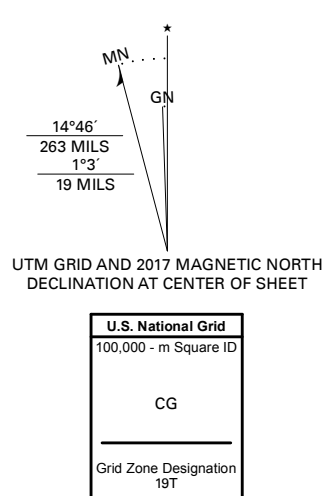 ★
MN
GN
14°46´
263 MILS
1°3´
19 MILS
UTM GRID AND 2017 MAGNETIC NORTH
DECLINATION AT CENTER OF SHEET
U.S. National Grid
100,000 - m Square ID
CG
Grid Zone Designation
19T